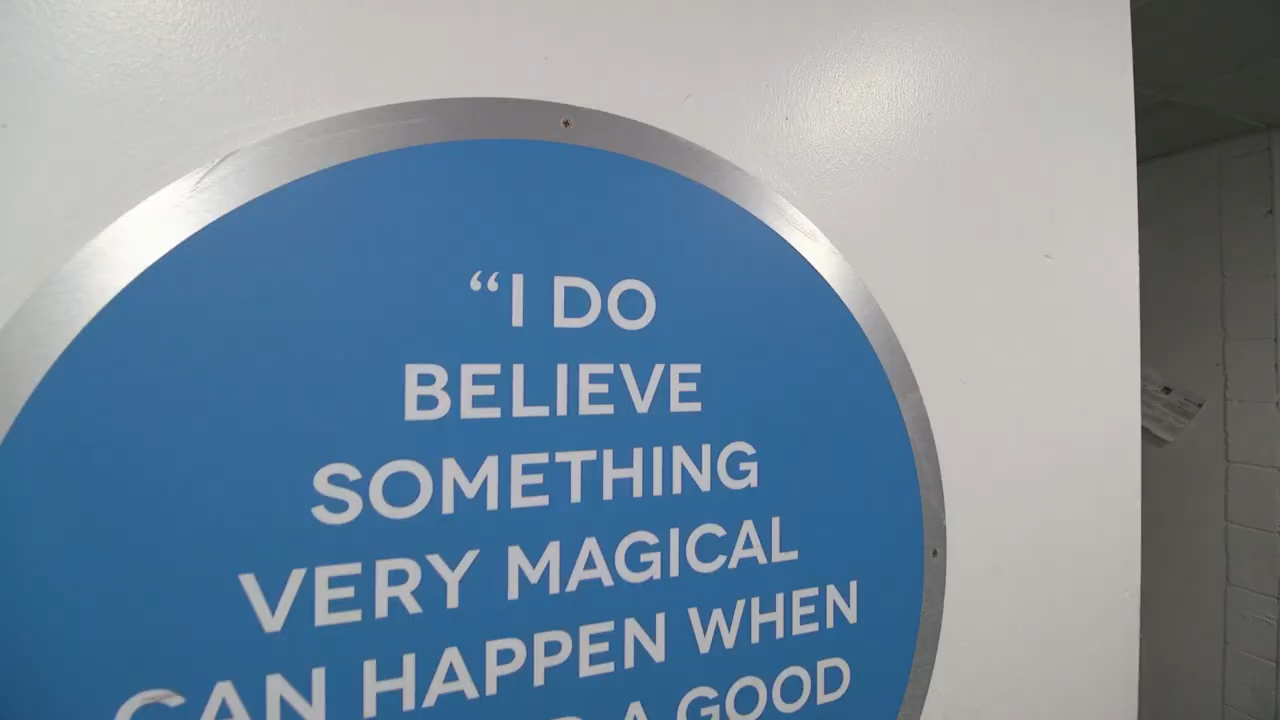 “I DO
BELIEVE
SOMETHING
VERY MAGICAL
CAN HAPPEN WHEN
A GOOD